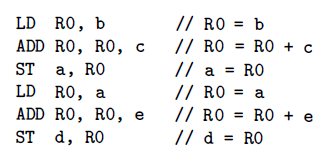 LD R0, b // R0 = b
ADD R0, R0, c // R0 = R0 + c
ST a, R0 // a = R0
LD R0, a // R0 = a
ADD R0, R0, e // R0 = R0 + e
ST d, R0 // d = R0